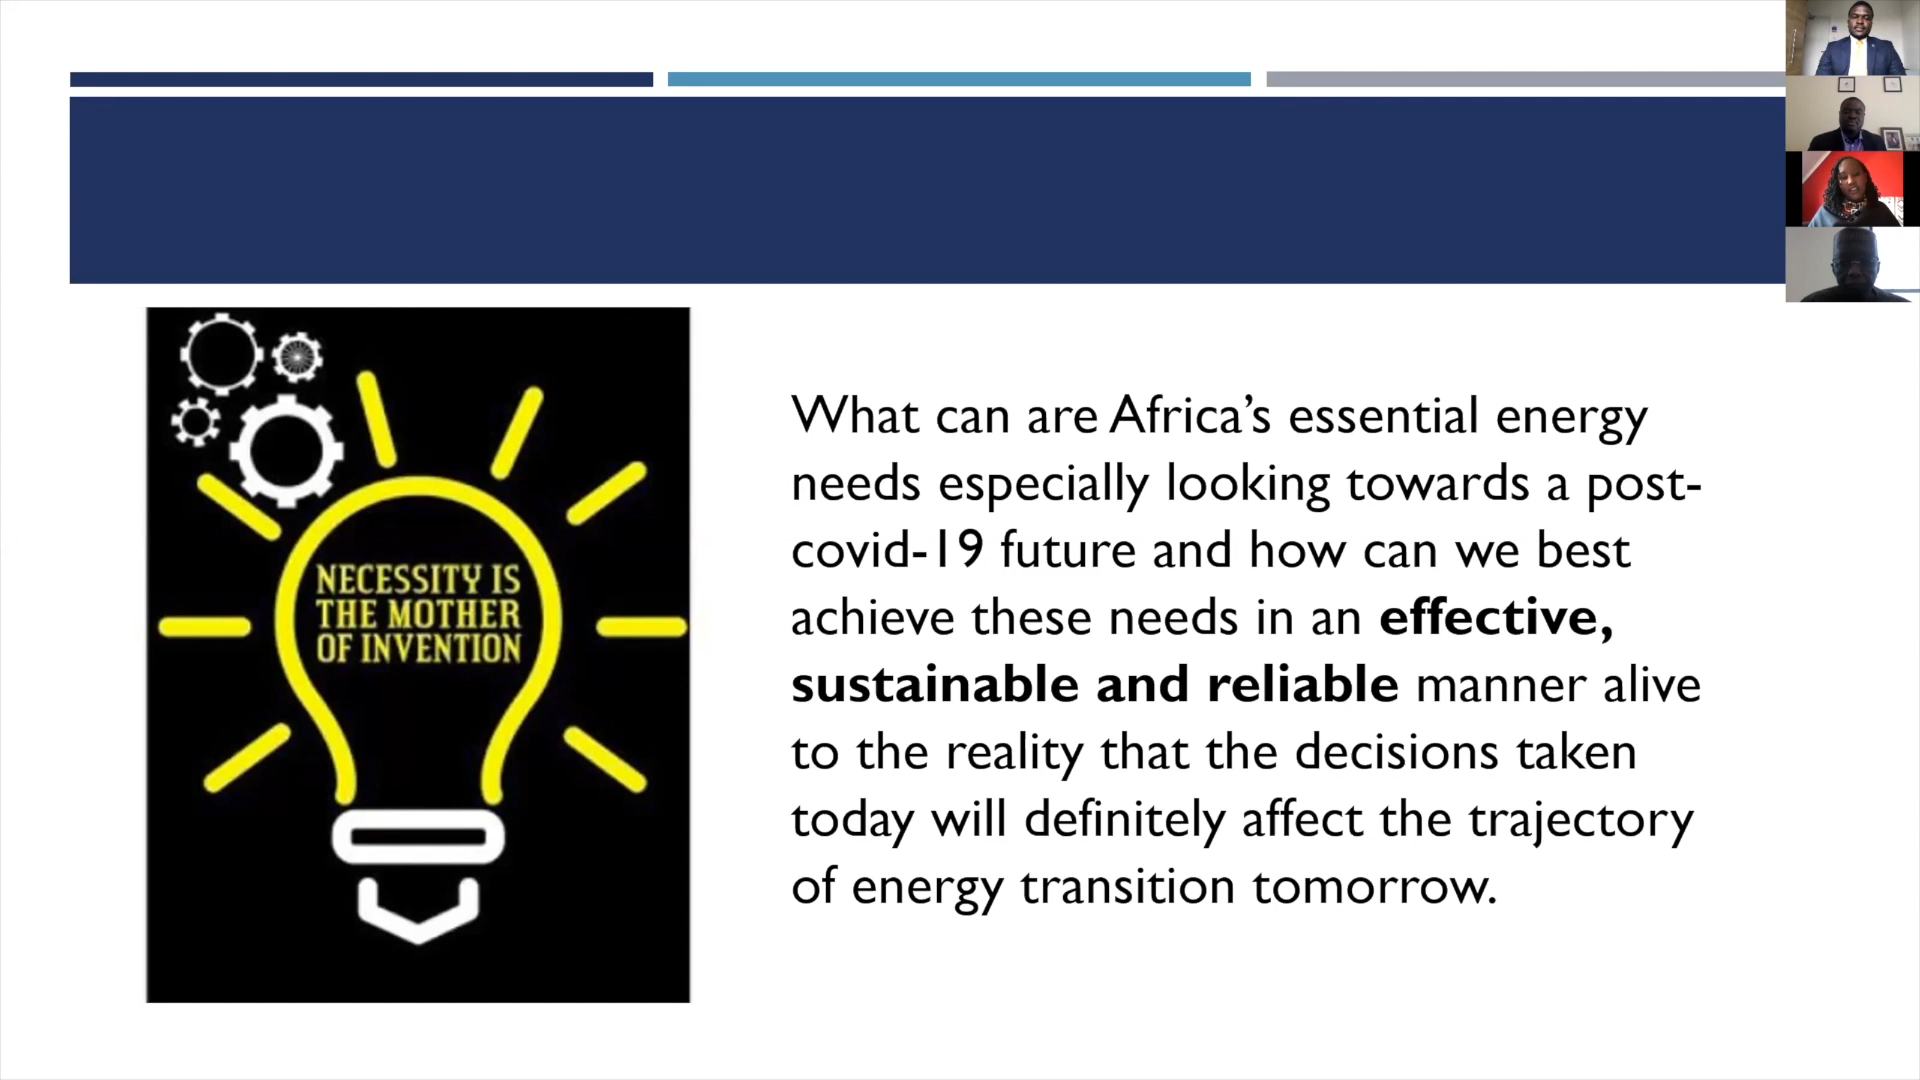 NECESSITY IS
THE MOTHER
OF INVENTION
What can are Africa’s essential energy
needs especially looking towards a post-
covid-19 future and how can we best
achieve these needs in an effective,
sustainable and reliable manner alive
to the reality that the decisions taken
today will definitely affect the trajectory
of energy transition tomorrow.